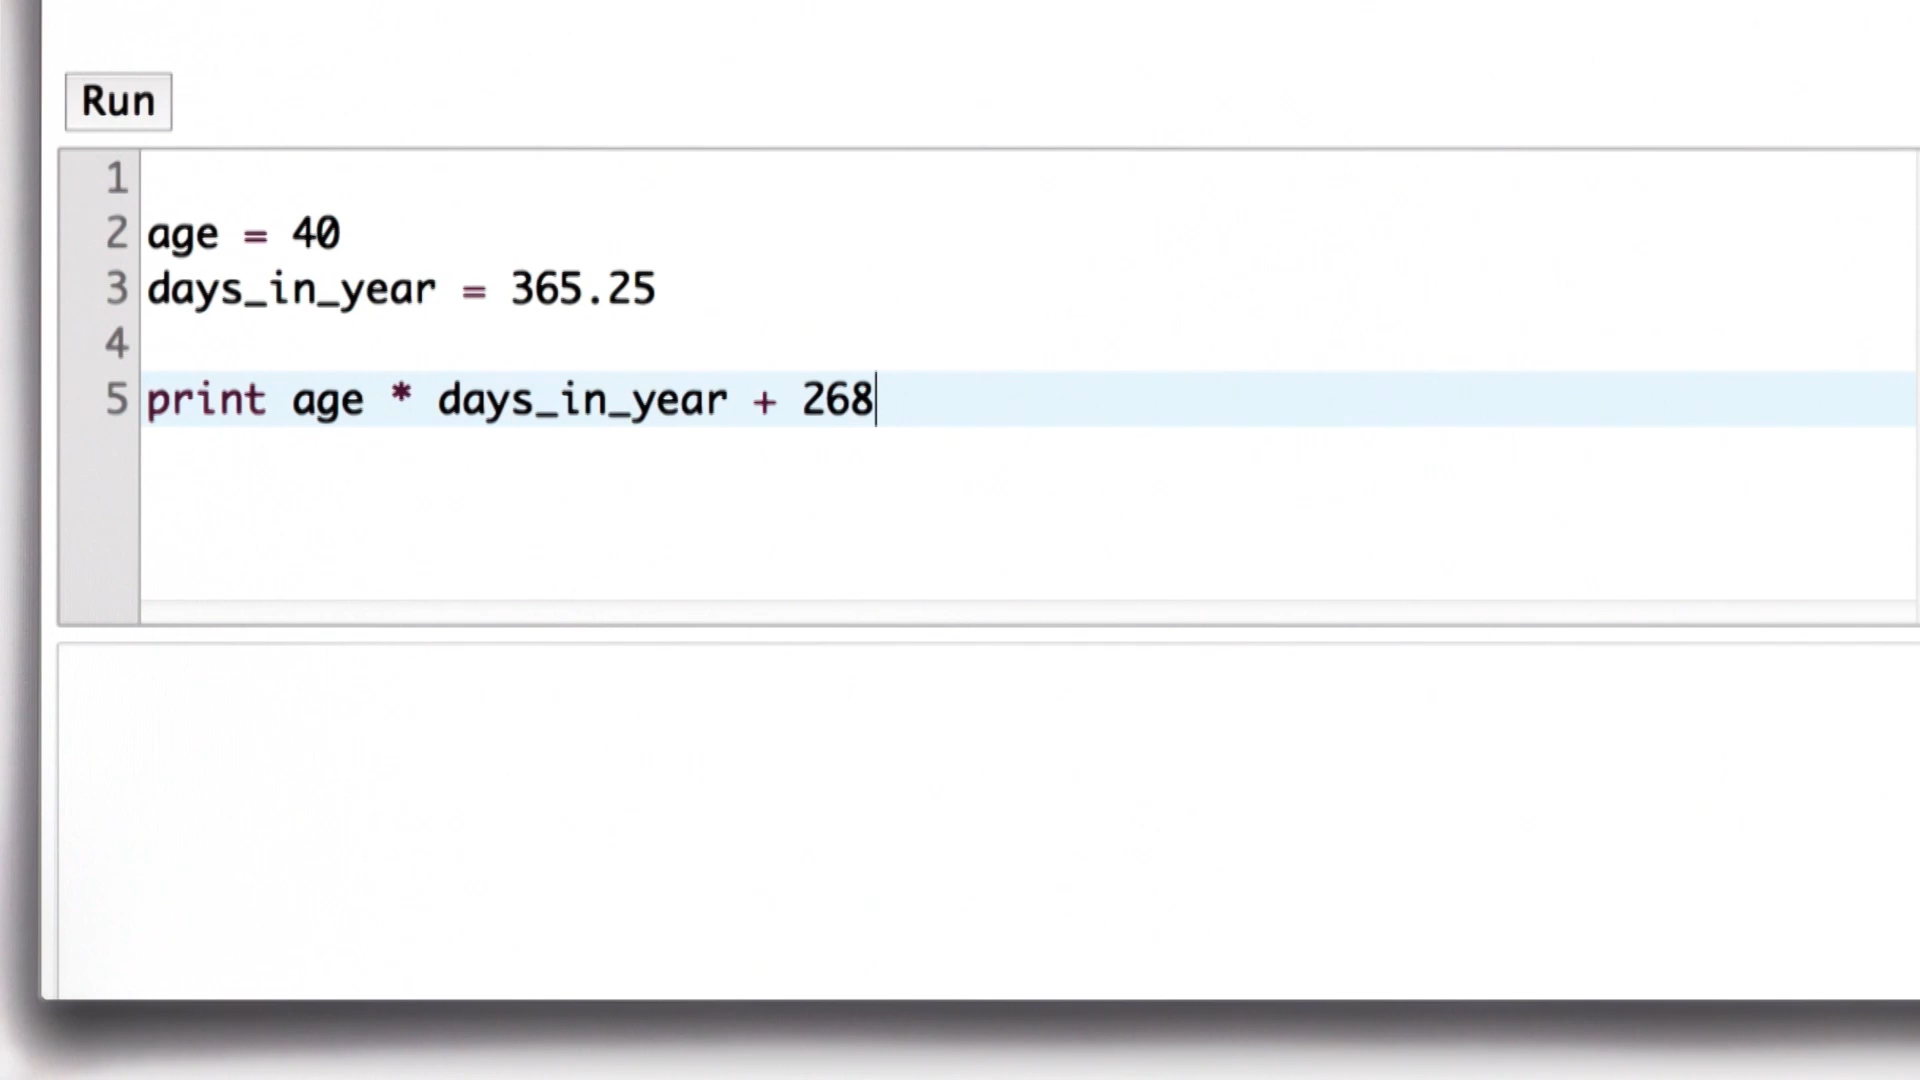 Run
1
2 age = 40
3 days_in_year = 365.25
4
5 print age * days_in_year + 268